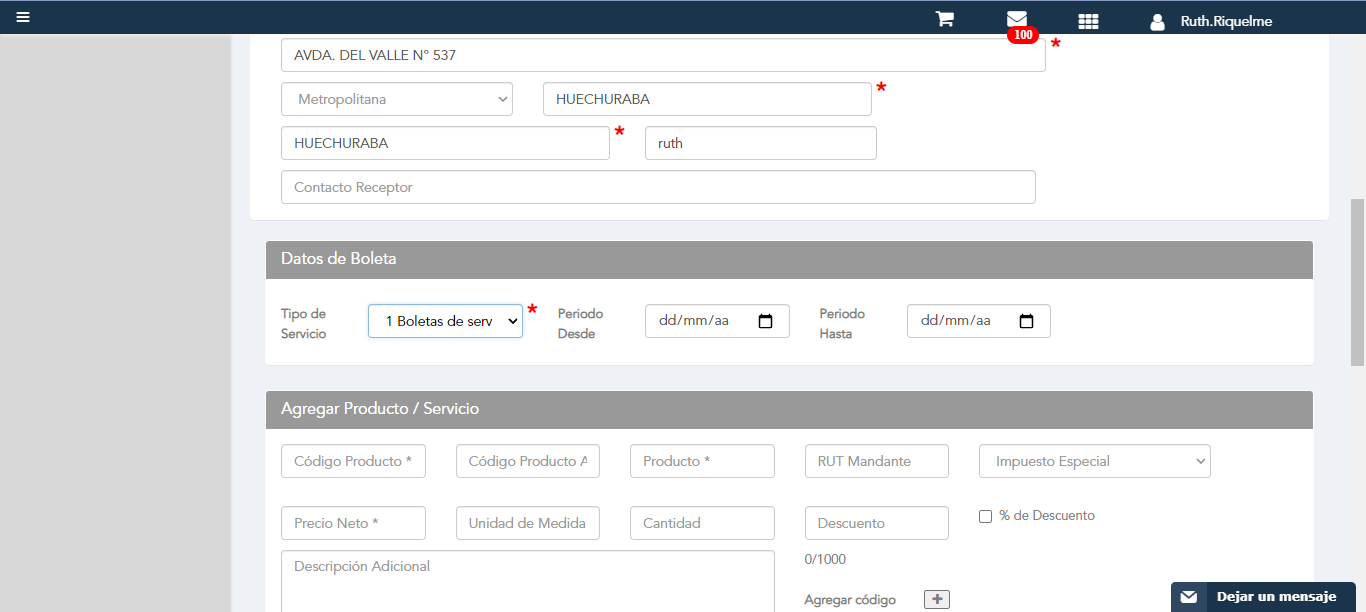 Ruth.Riquelme
100
AVDA. DEL VALLE N° 537 *
Metropolitana HUECHURABA *
HUECHURABA * ruth
Contacto Receptor
Datos de Boleta
Tipo de Servicio 1 Boletas de serv * Periodo Desde dd/mm/aa Periodo Hasta dd/mm/aa
Agregar Producto / Servicio
Código Producto * Código Producto A Producto * RUT Mandante Impuesto Especial
Precio Neto * Unidad de Medida Cantidad Descuento % de Descuento
Descripción Adicional 0/1000
Agregar código +
Dejar un mensaje